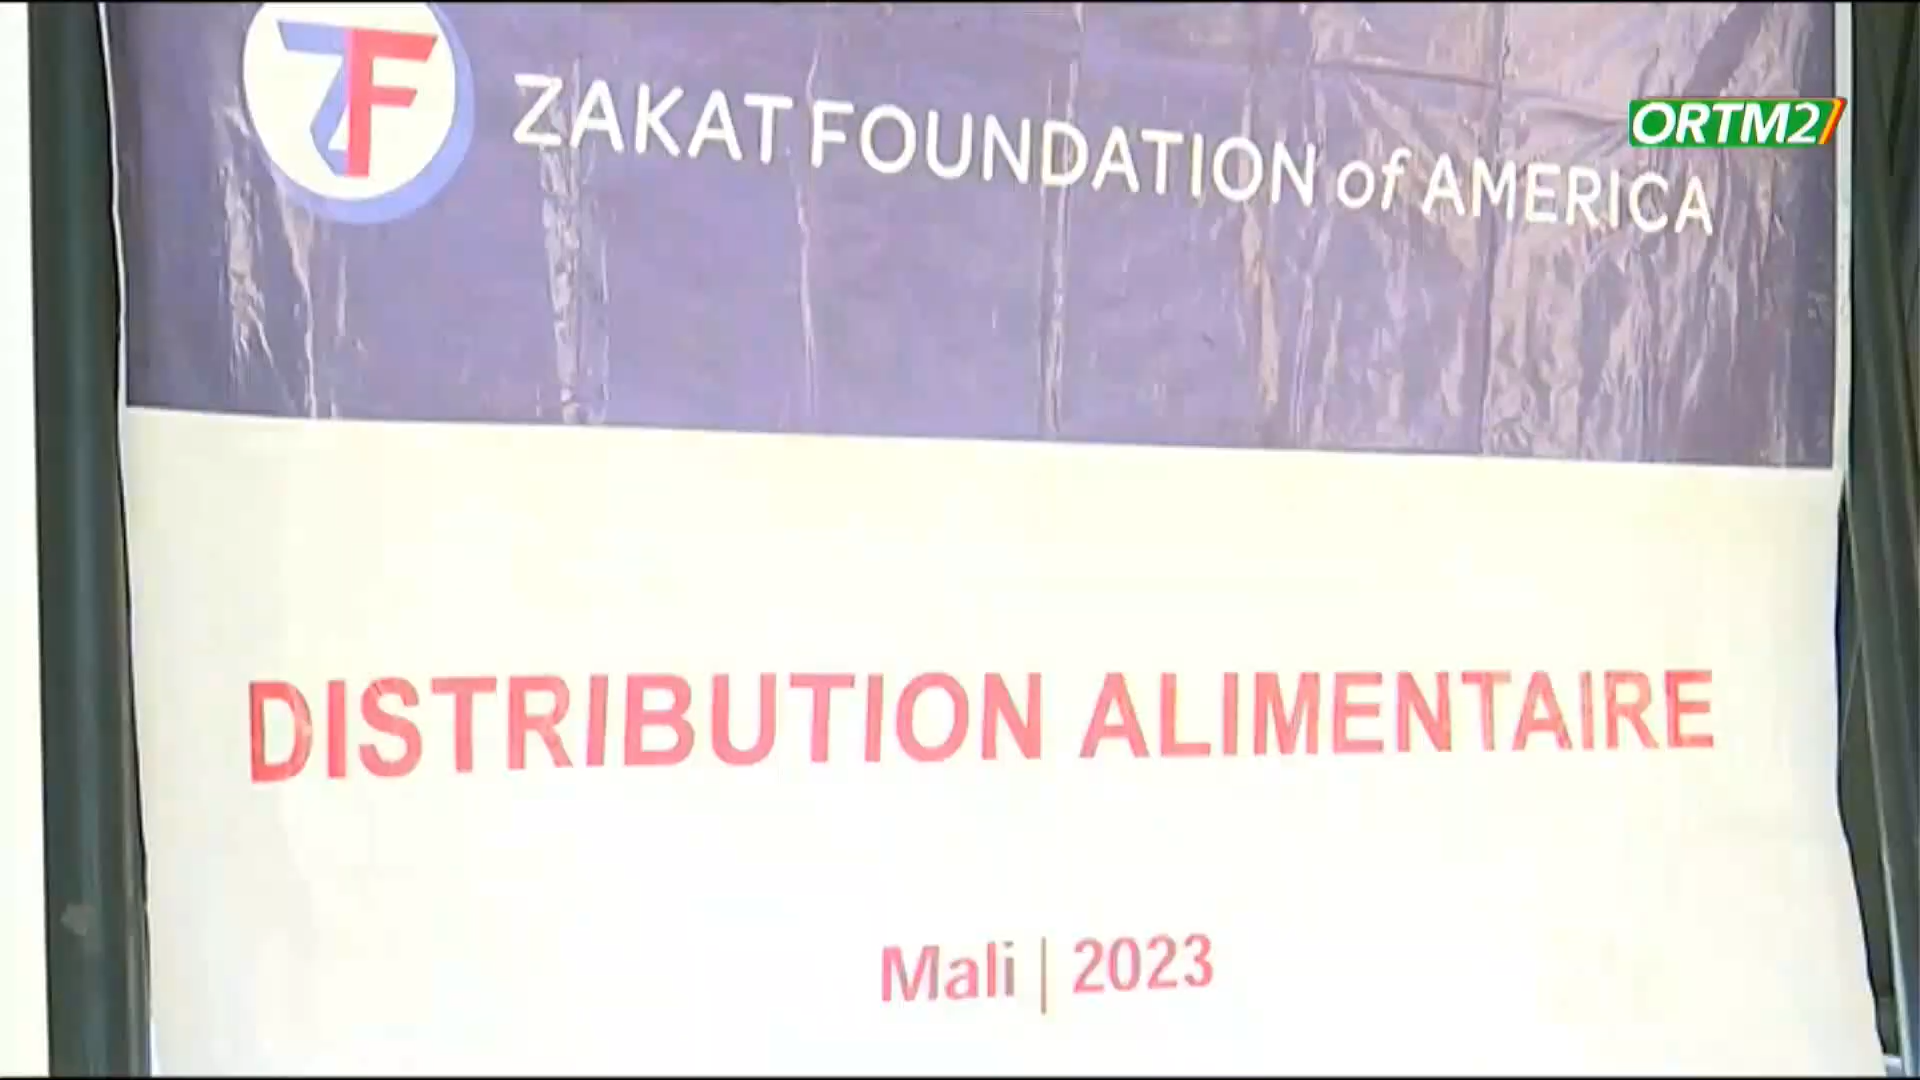 ZF
ZAKAT FOUNDATION of AMERICA
ORTM2
DISTRIBUTION ALIMENTAIRE
Mali | 2023